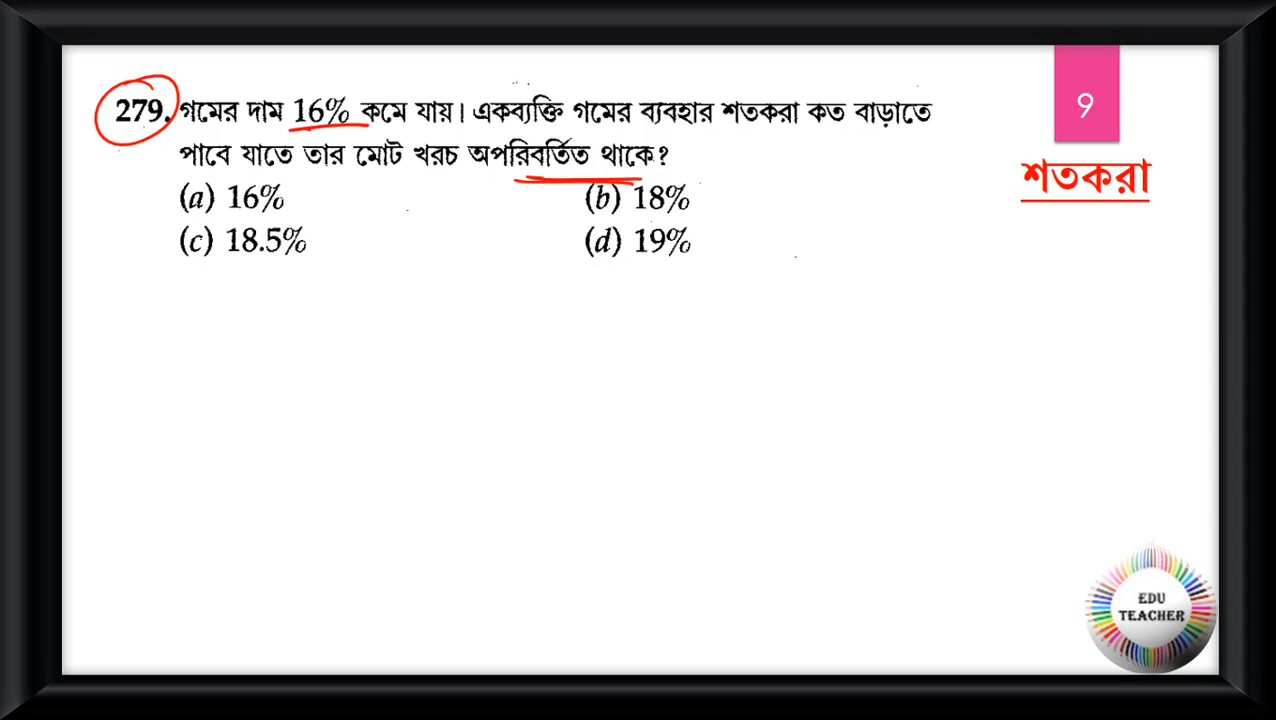 279. গমের দাম 16% কমে যায়। একব্যক্তি গমের ব্যবহার শতকরা কত বাড়াতে
পাবে যাতে তার মোট খরচ অপরিবর্তিত থাকে?
(a) 16% (b) 18%
(c) 18.5% (d) 19%
9
শতকরা
EDU
TEACHER